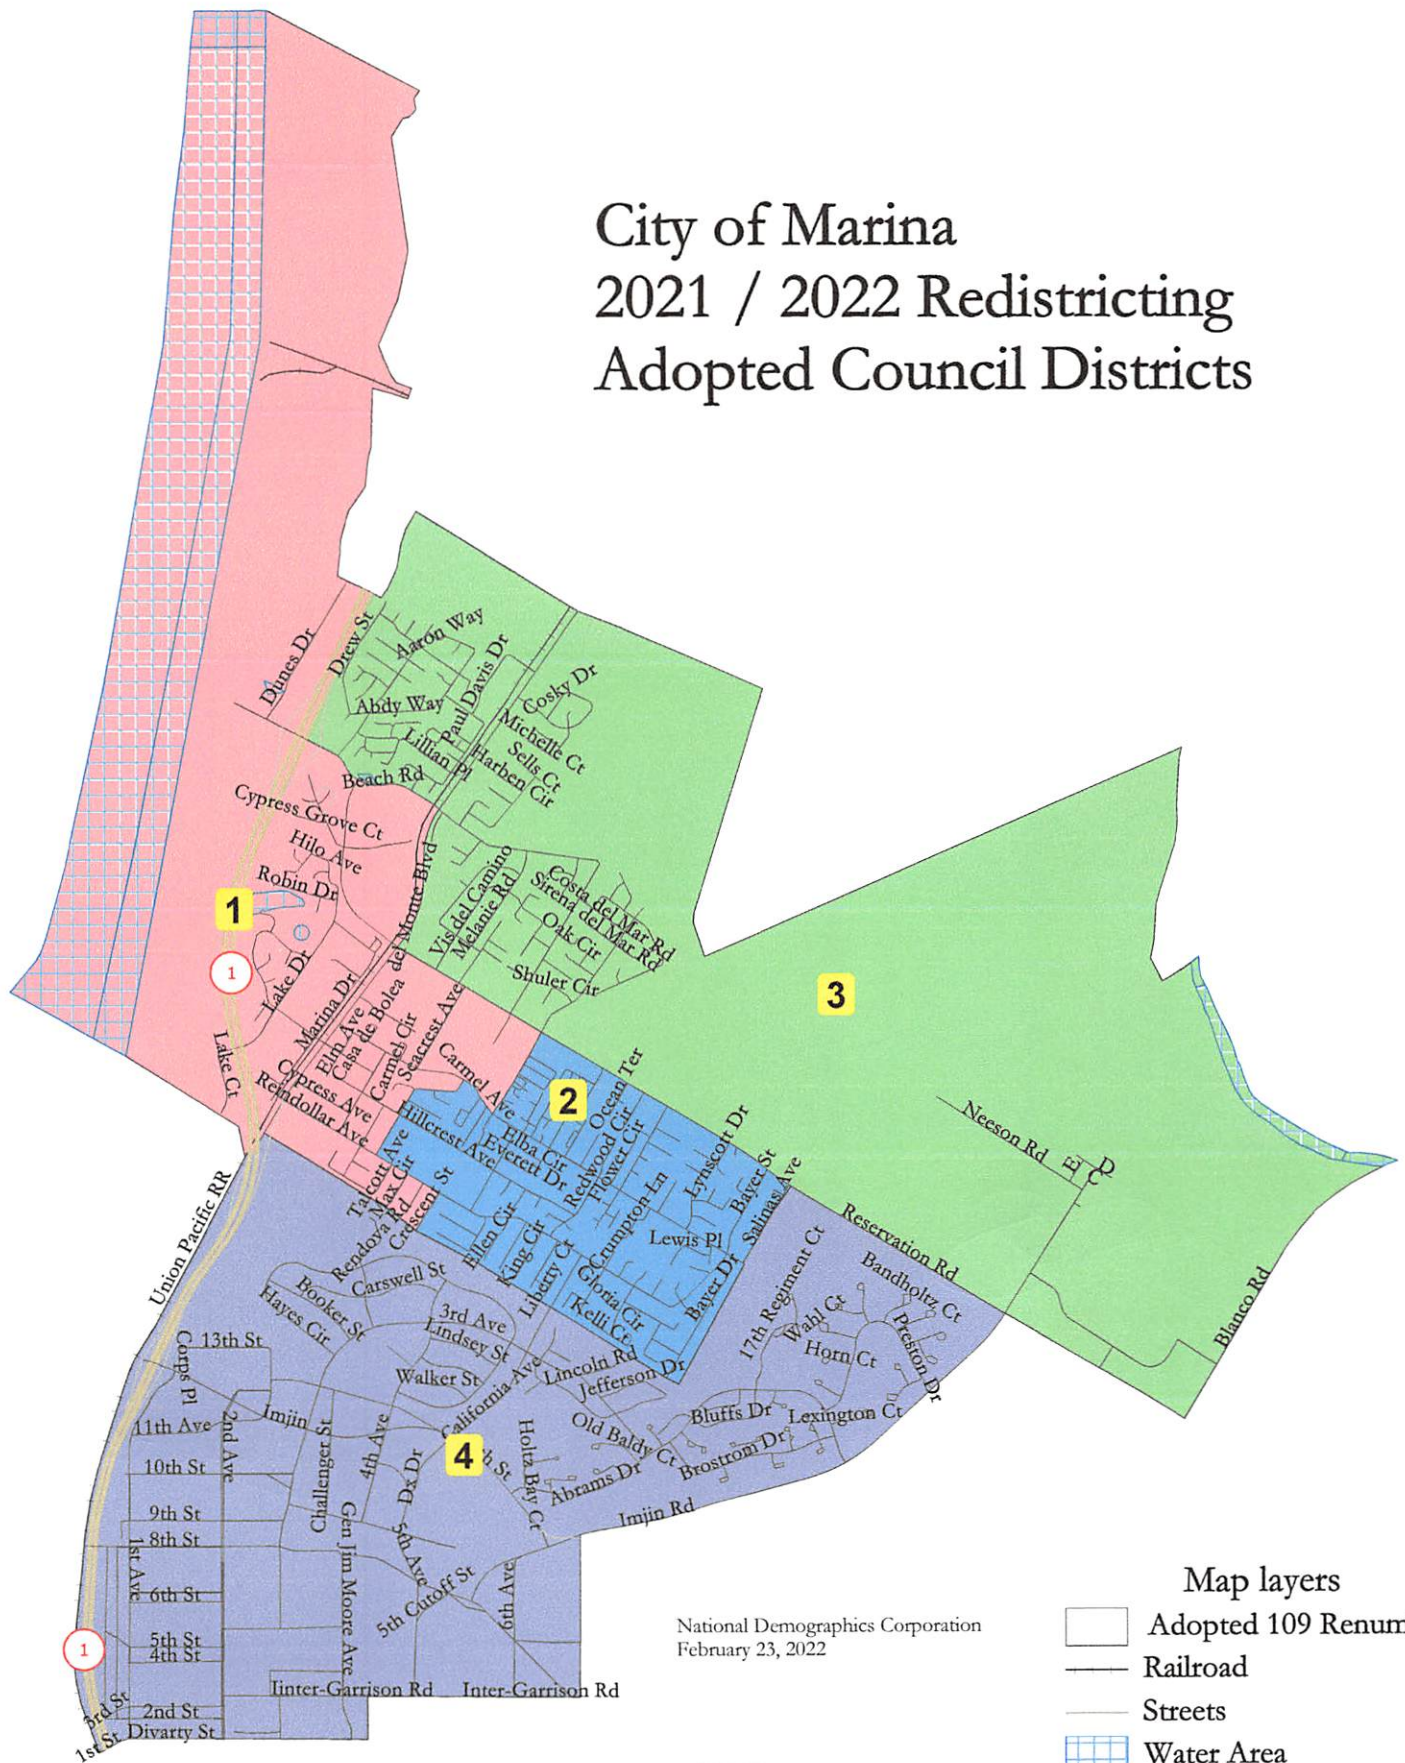 City of Marina
2021 / 2022 Redistricting
Adopted Council Districts
Dunes Dr
Drew St
Aaron Way
Paul Davis Dr
Cosky Dr
Abdy Way
Michelle Ct
Sells Ct
Lillian Pl
Harben Cir
Beach Rd
Cypress Grove Ct
Hilo Ave
Robin Dr
del Monte Blvd
Vis del Camino
Melanie Rd
Costa del Mar Rd
Sirena del Mar Rd
Oak Cir
Shuler Cir
1
1
3
Lake Dr
Marina Dr
Elm Ave
Casa de Bolea
Carmel Cir
Seacrest Ave
Lake Ct
Cypress Ave
Reindollar Ave
Carmel Ave
2
Ocean Ter
Hillcrest Ave
Elba Cir
Everett Dr
Redwood Cir
Flower Cir
Lynscott Dr
Neeson Rd
E
D
C
Talcott Ave
Max Cir
Rendova Rd
Crescent St
Crumpton Ln
Bayer St
Salinas Ave
Lewis Pl
Reservation Rd
Union Pacific RR
Ellen Cir
King Cir
Liberty Ct
Gloria Cir
Kelli Ct
Bayer Dr
17th Regiment Ct
Bandholtz Ct
Blanco Rd
Carswell St
Booker St
Hayes Cir
3rd Ave
Lindsey St
Wahl Ct
Horn Ct
Preston Dr
Corps Pl
13th St
Walker St
California Ave
Lincoln Rd
Jefferson Dr
11th Ave
2nd Ave
Imjin
Challenger St
4th Ave
Dx Dr
4
h St
Holtz Bay Ct
Old Baldy Ct
Bluffs Dr
Lexington Ct
Brostrom Dr
Abrams Dr
10th St
9th St
8th St
Imjin Rd
1st Ave
Gen Jim Moore Ave
5th Ave
5th Cutoff St
6th Ave
6th St
5th St
4th St
1
Iinter-Garrison Rd
Inter-Garrison Rd
3rd St
2nd St
1st St
Divarty St
National Demographics Corporation
February 23, 2022
Map layers
Adopted 109 Renum
Railroad
Streets
Water Area